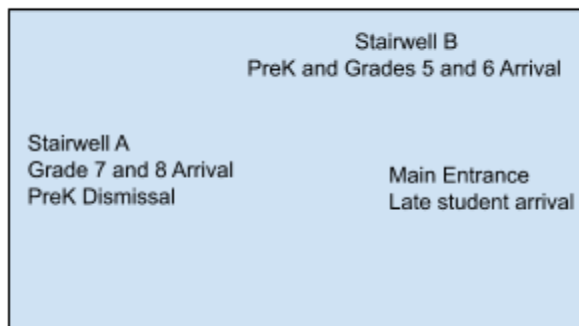 Stairwell B
PreK and Grades 5 and 6 Arrival
Stairwell A
Grade 7 and 8 Arrival
PreK Dismissal
Main Entrance
Late student arrival